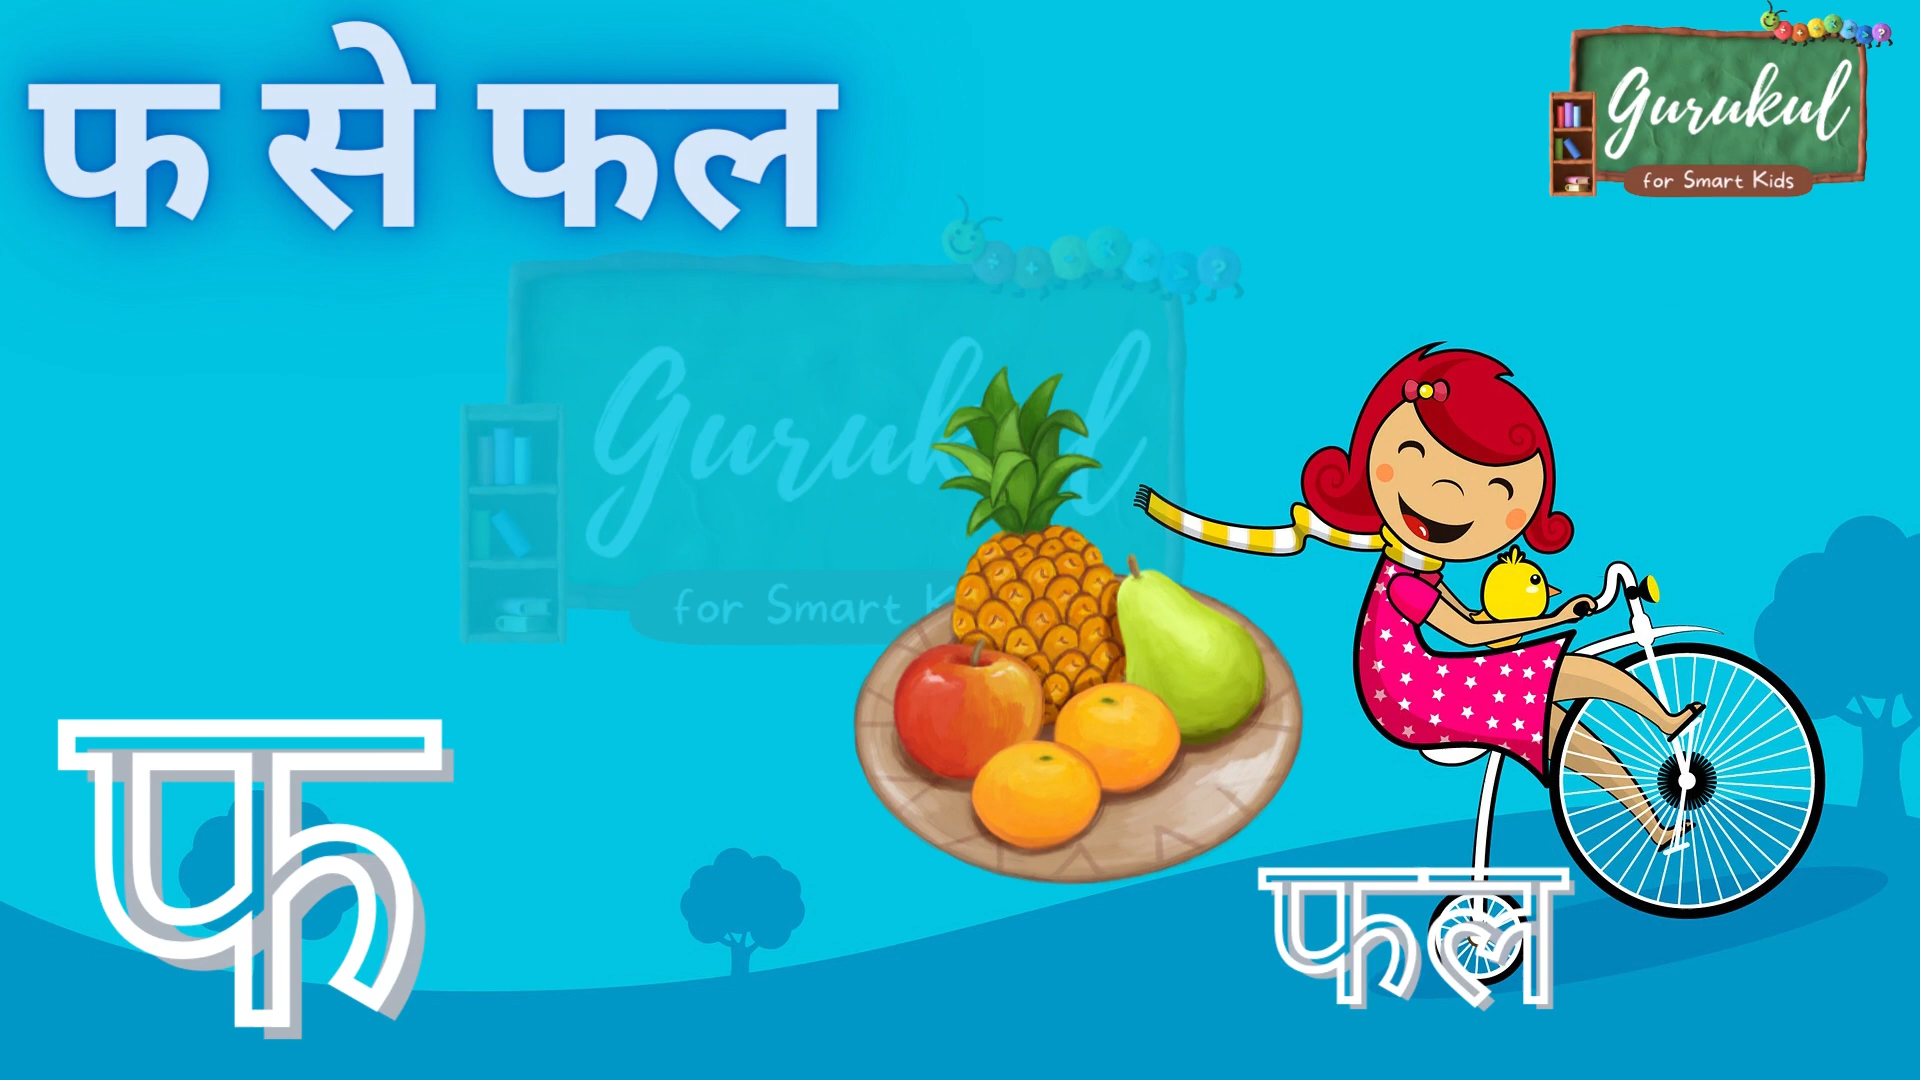 फ से फल
Gurukul
for Smart Kids
Gurukul
for Smart
फ
फल